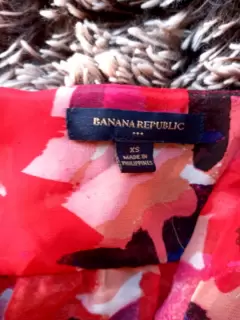 BANANA REPUBLIC
XS
MADE IN
PHILIPPINES